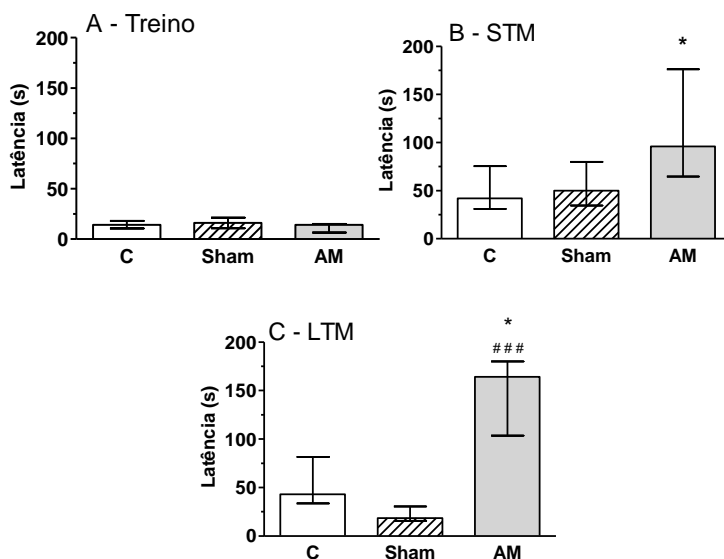 A - Treino
Latência (s)
200
150
100
50
0
C Sham AM
B - STM
*
Latência (s)
200
150
100
50
0
C Sham AM
C - LTM
*
###
Latência (s)
200
150
100
50
0
C Sham AM